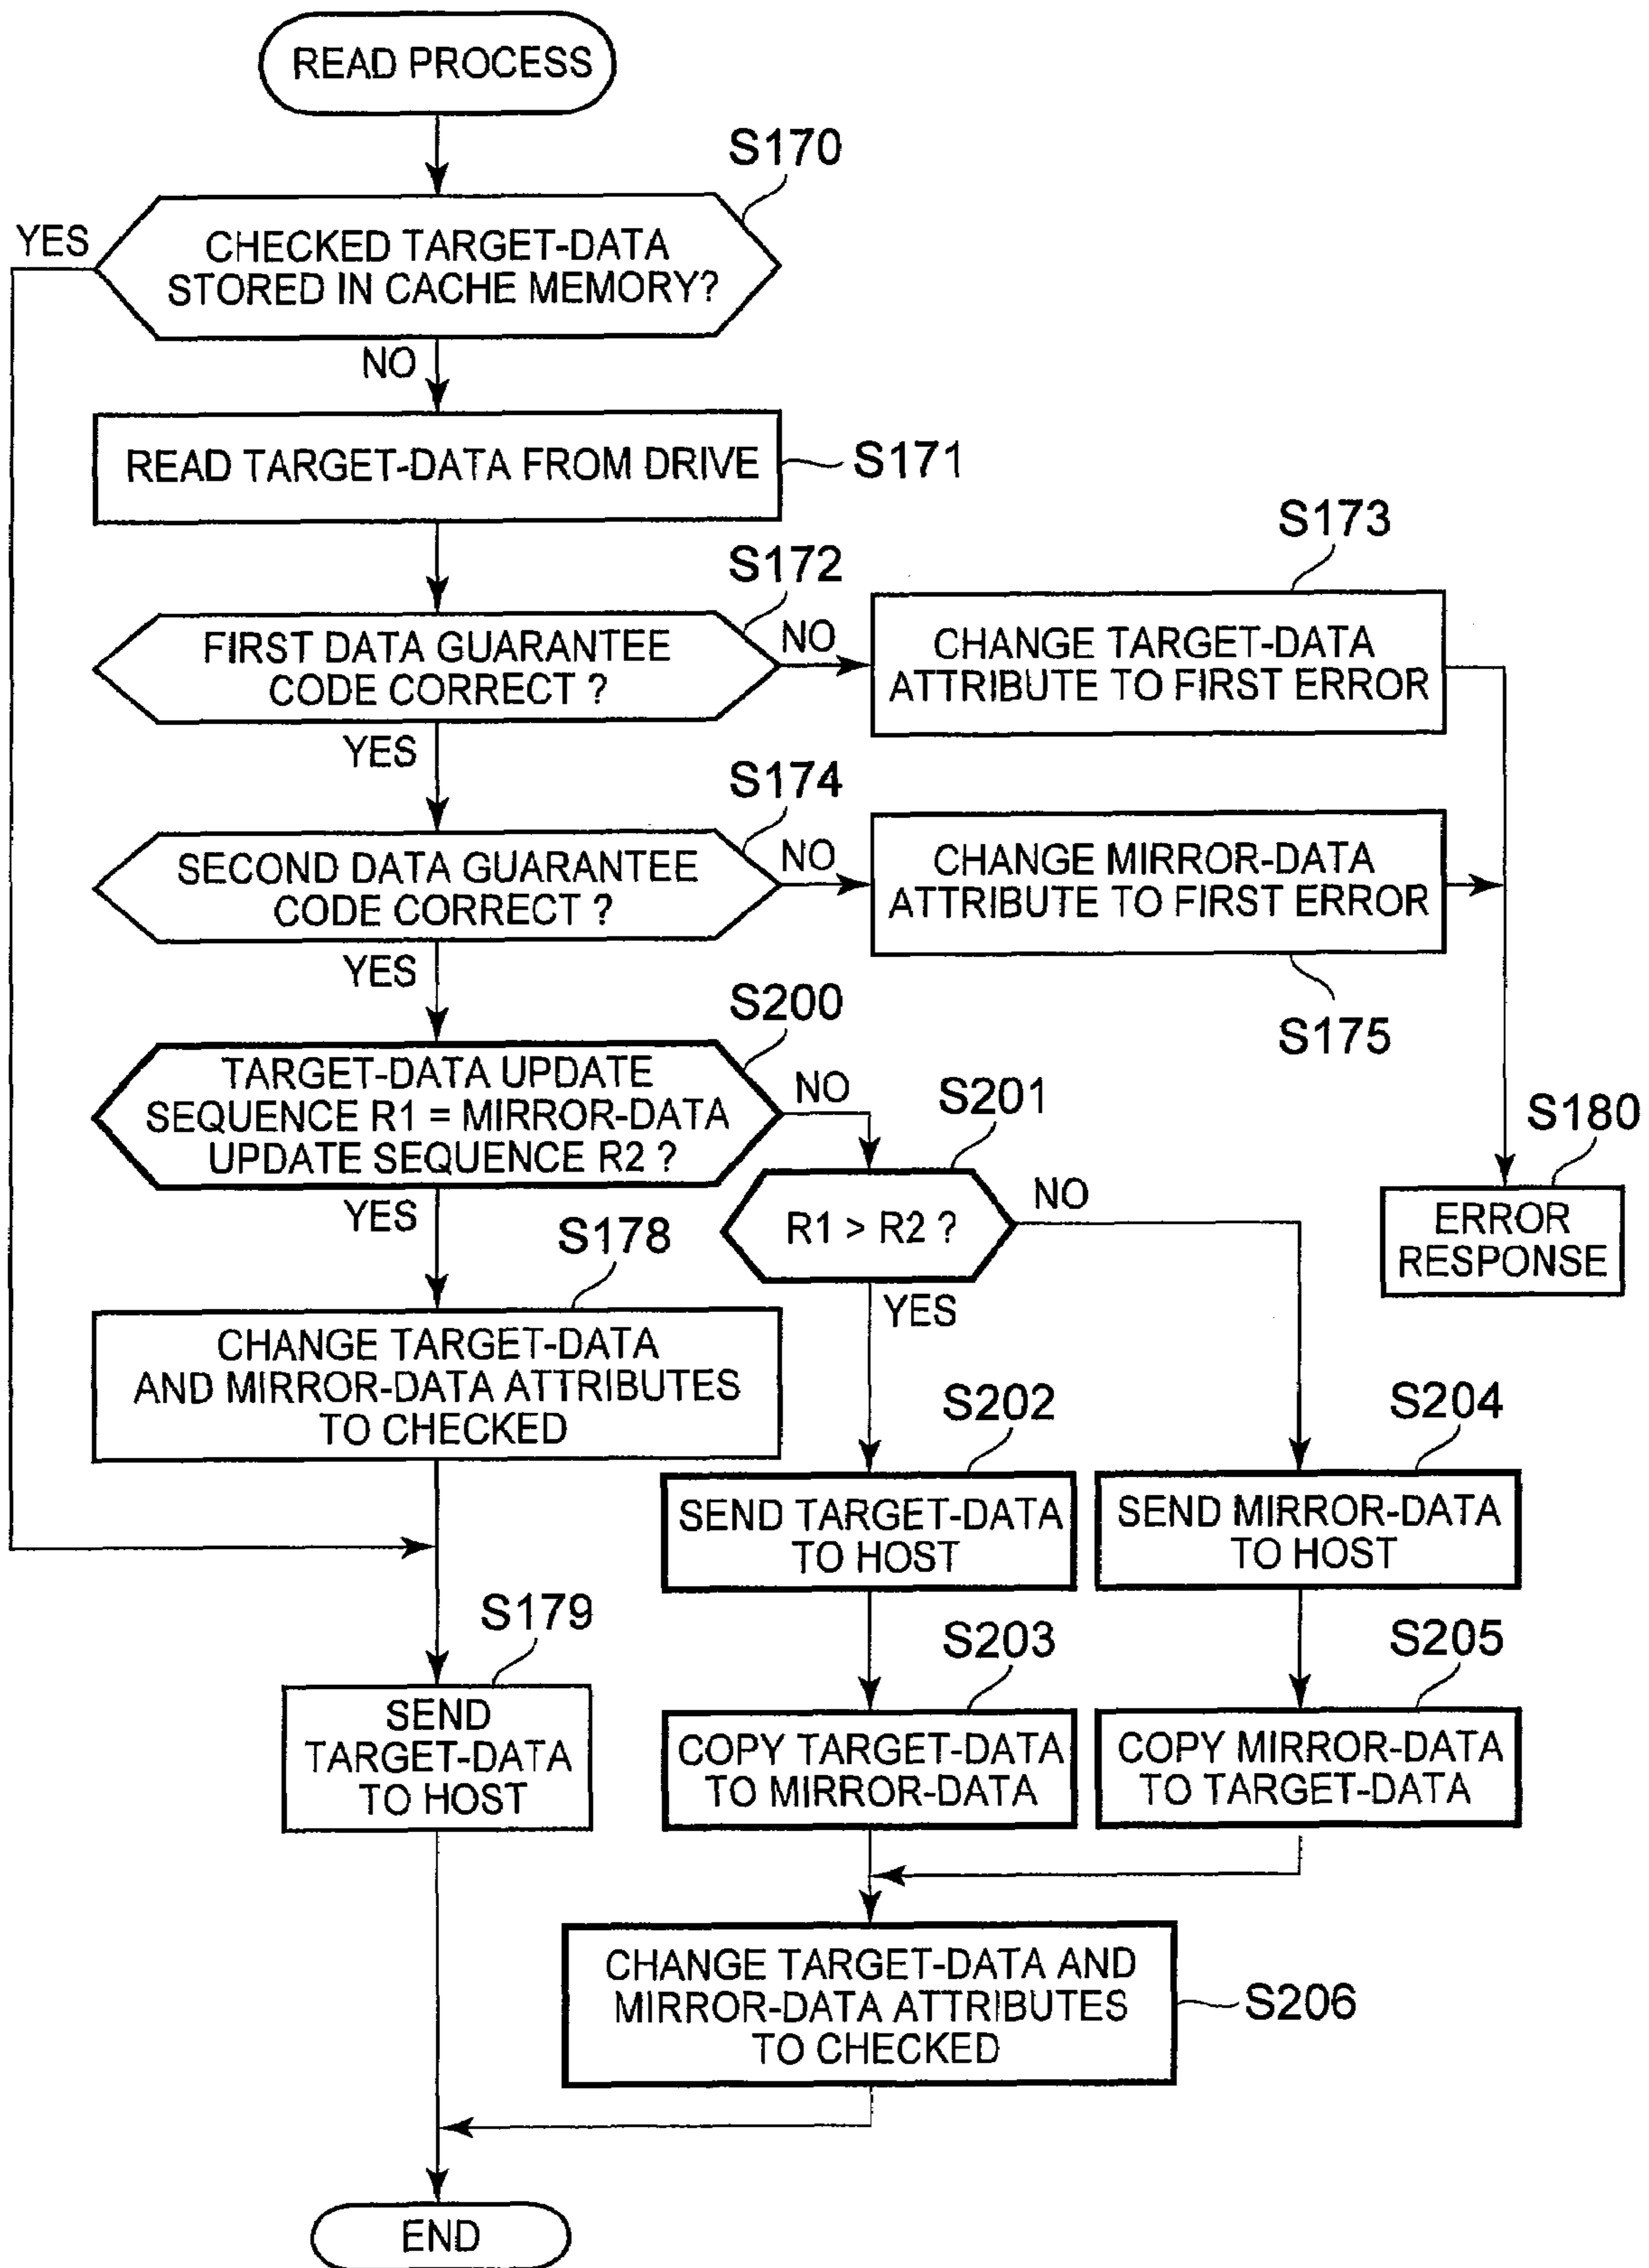 READ PROCESS
S170
YES
CHECKED TARGET-DATA
STORED IN CACHE MEMORY?
NO
READ TARGET-DATA FROM DRIVE
S171
S172
FIRST DATA GUARANTEE
CODE CORRECT ?
NO
S173
CHANGE TARGET-DATA
ATTRIBUTE TO FIRST ERROR
YES
S174
SECOND DATA GUARANTEE
CODE CORRECT ?
NO
CHANGE MIRROR-DATA
ATTRIBUTE TO FIRST ERROR
S175
YES
S200
TARGET-DATA UPDATE
SEQUENCE R1 = MIRROR-DATA
UPDATE SEQUENCE R2 ?
NO
S201
R1 > R2 ?
NO
S180
ERROR
RESPONSE
YES
S178
YES
CHANGE TARGET-DATA
AND MIRROR-DATA ATTRIBUTES
TO CHECKED
S202
SEND TARGET-DATA
TO HOST
S204
SEND MIRROR-DATA
TO HOST
S179
SEND
TARGET-DATA
TO HOST
S203
COPY TARGET-DATA
TO MIRROR-DATA
S205
COPY MIRROR-DATA
TO TARGET-DATA
CHANGE TARGET-DATA AND
MIRROR-DATA ATTRIBUTES
TO CHECKED
S206
END